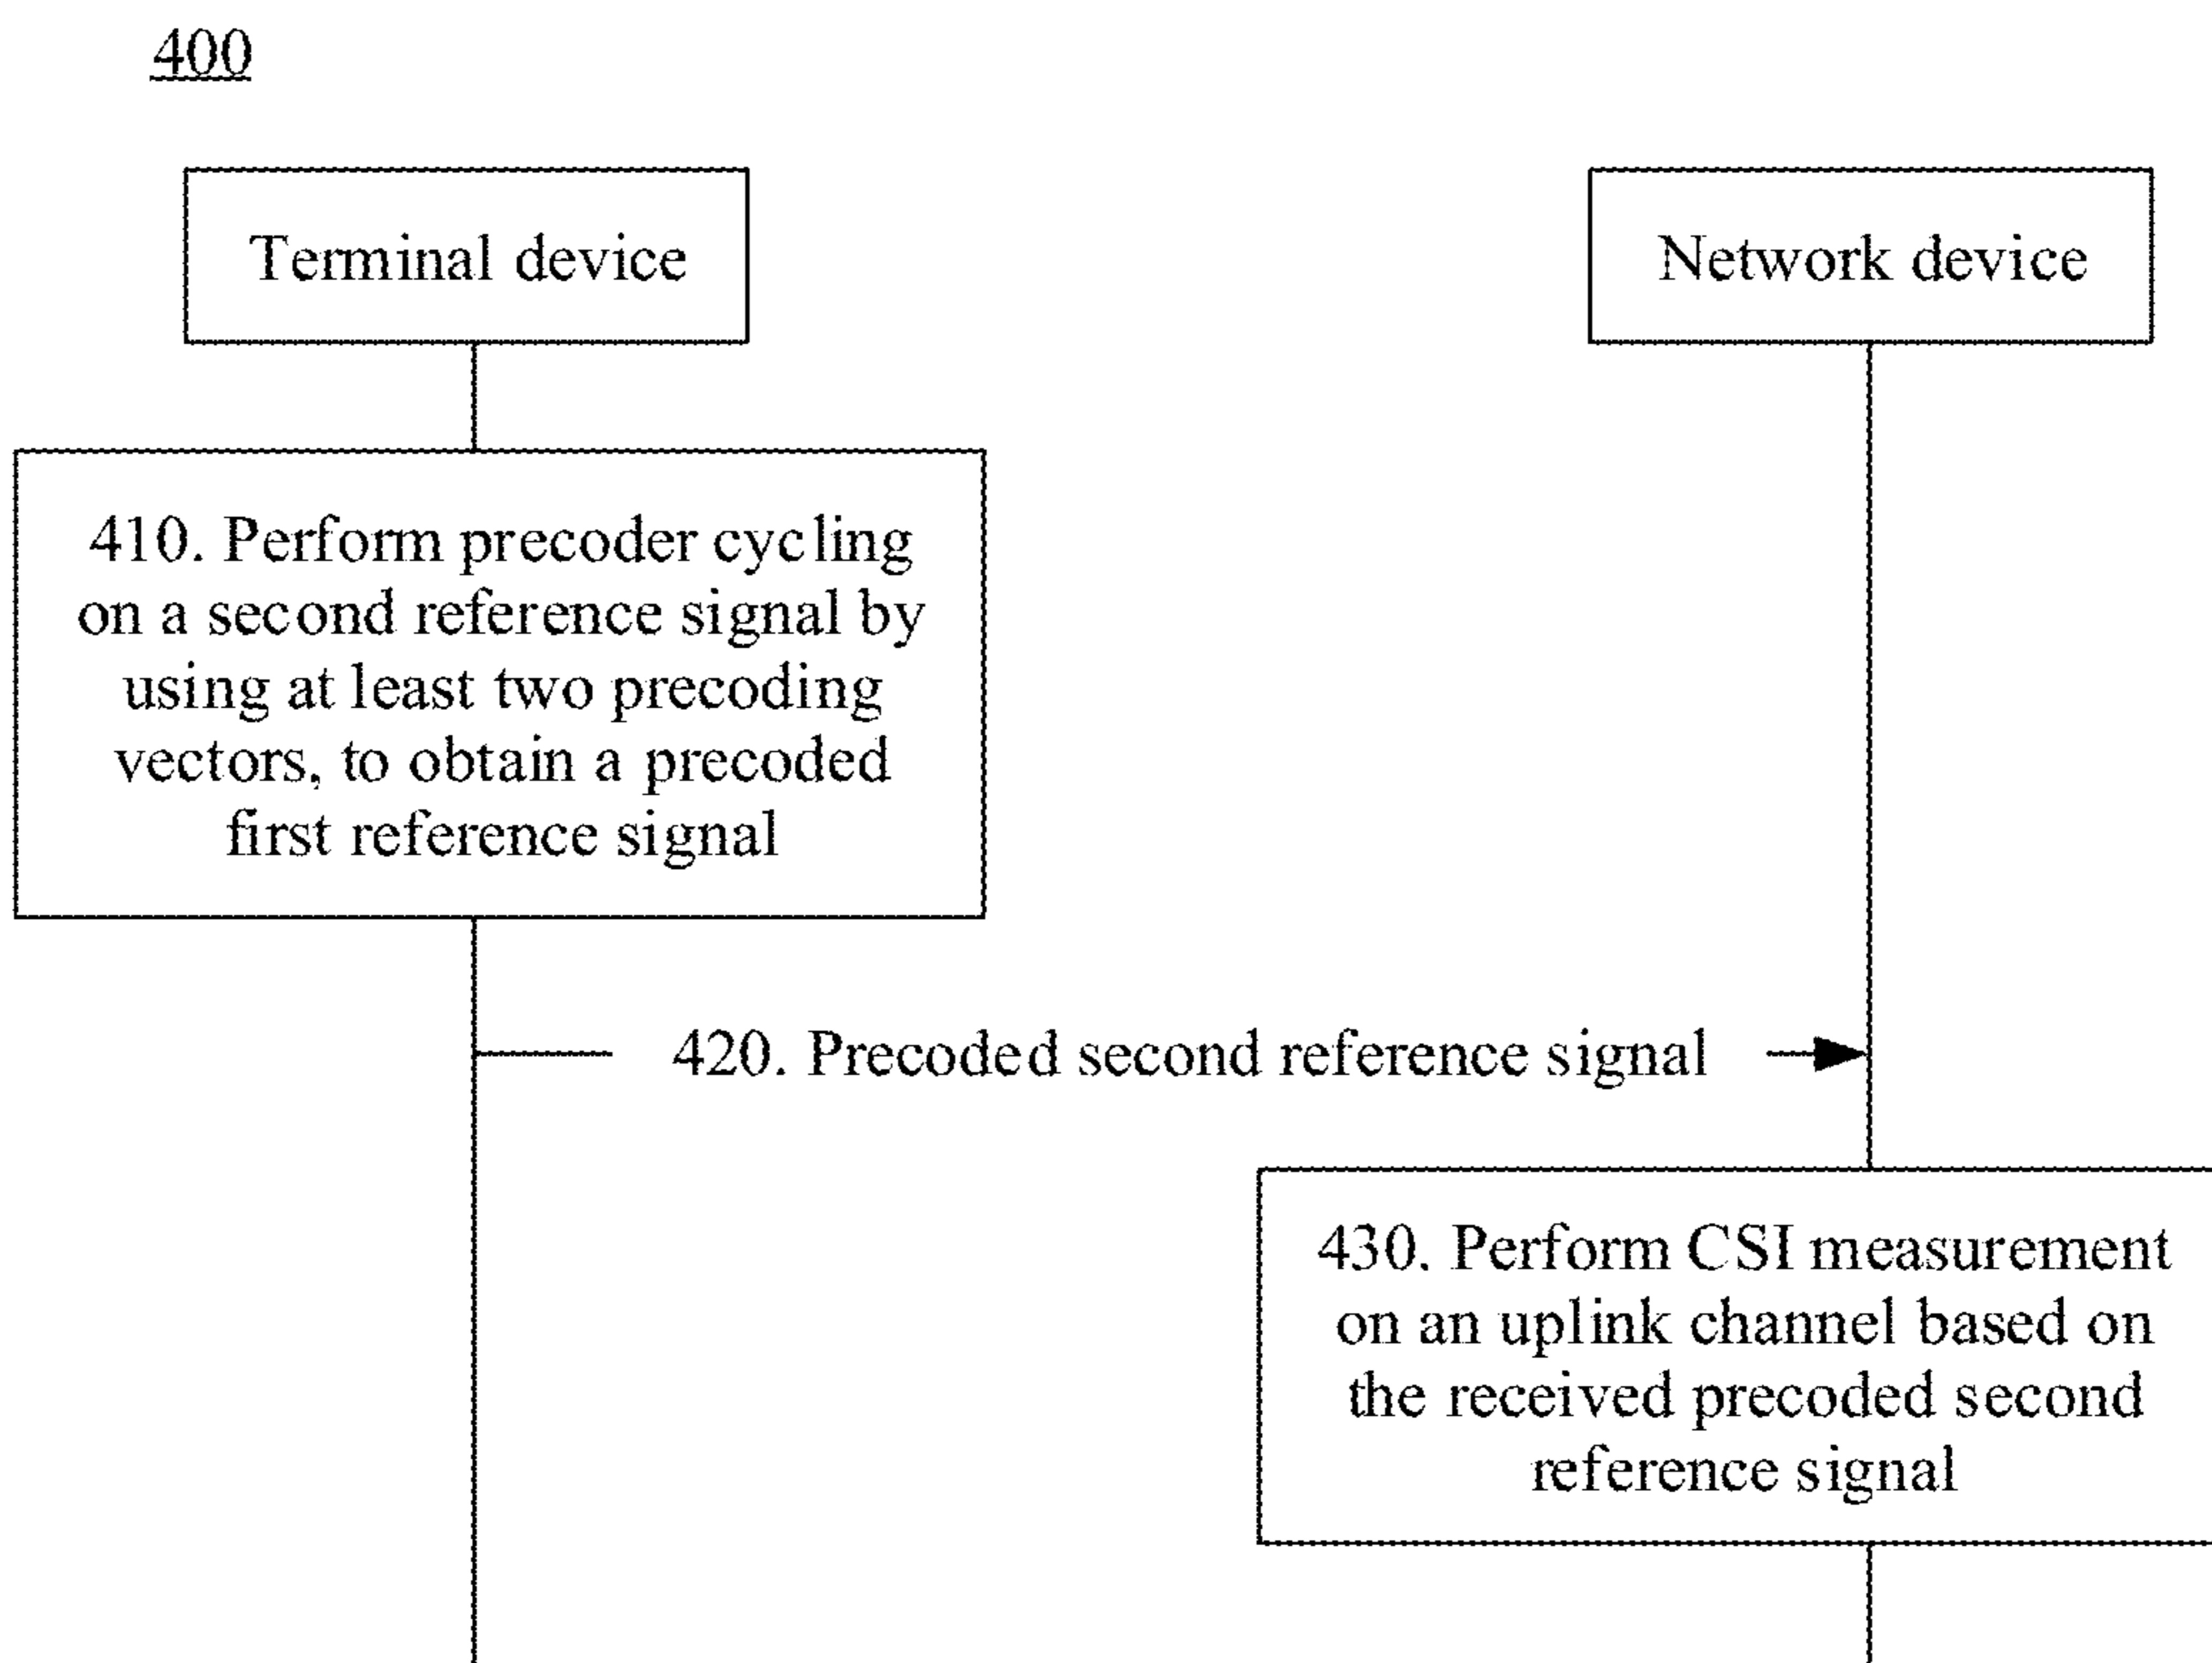 400
Terminal device
Network device
410. Perform precoder cycling
on a second reference signal by
using at least two precoding
vectors, to obtain a precoded
first reference signal
420. Precoded second reference signal
430. Perform CSI measurement
on an uplink channel based on
the received precoded second
reference signal